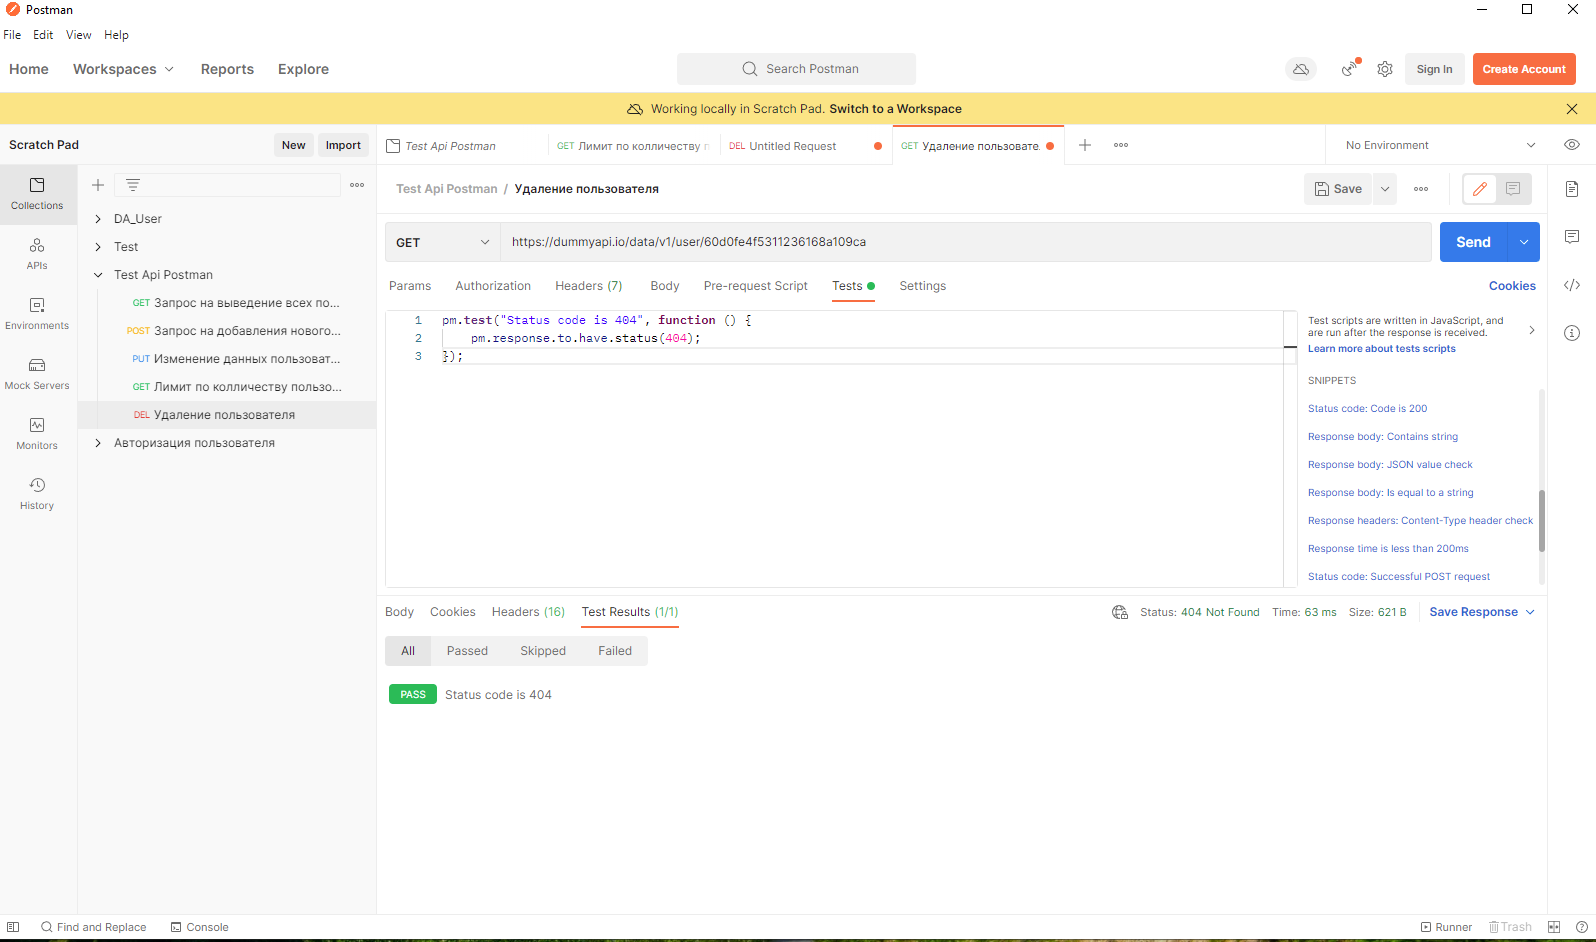 Postman
File Edit View Help
Home Workspaces Reports Explore Search Postman Sign In Create Account
Working locally in Scratch Pad. Switch to a Workspace
Scratch Pad New Import
Test Api Postman GET Лимит по колличеству DEL Untitled Request GET Удаление пользовате. No Environment
Collections
APIs
Environments
Mock Servers
Monitors
History
DA_User
Test
Test Api Postman
GET Запрос на выведение всех по...
POST Запрос на добавления нового...
PUT Изменение данных пользоват...
GET Лимит по колличеству пользо...
DEL Удаление пользователя
Авторизация пользователя
Test Api Postman / Удаление пользователя Save
GET https://dummyapi.io/data/v1/user/60d0fe4f5311236168a109ca Send
Params Authorization Headers (7) Body Pre-request Script Tests Settings Cookies
1 pm.test("Status code is 404", function () {
2 pm.response.to.have.status(404);
3 });
Test scripts are written in JavaScript, and
are run after the response is received.
Learn more about tests scripts
SNIPPETS
Status code: Code is 200
Response body: Contains string
Response body: JSON value check
Response body: Is equal to a string
Response headers: Content-Type header check
Response time is less than 200ms
Status code: Successful POST request
Body Cookies Headers (16) Test Results (1/1) Status: 404 Not Found Time: 63 ms Size: 621 B Save Response
All Passed Skipped Failed
PASS Status code is 404
Find and Replace Console Runner Trash